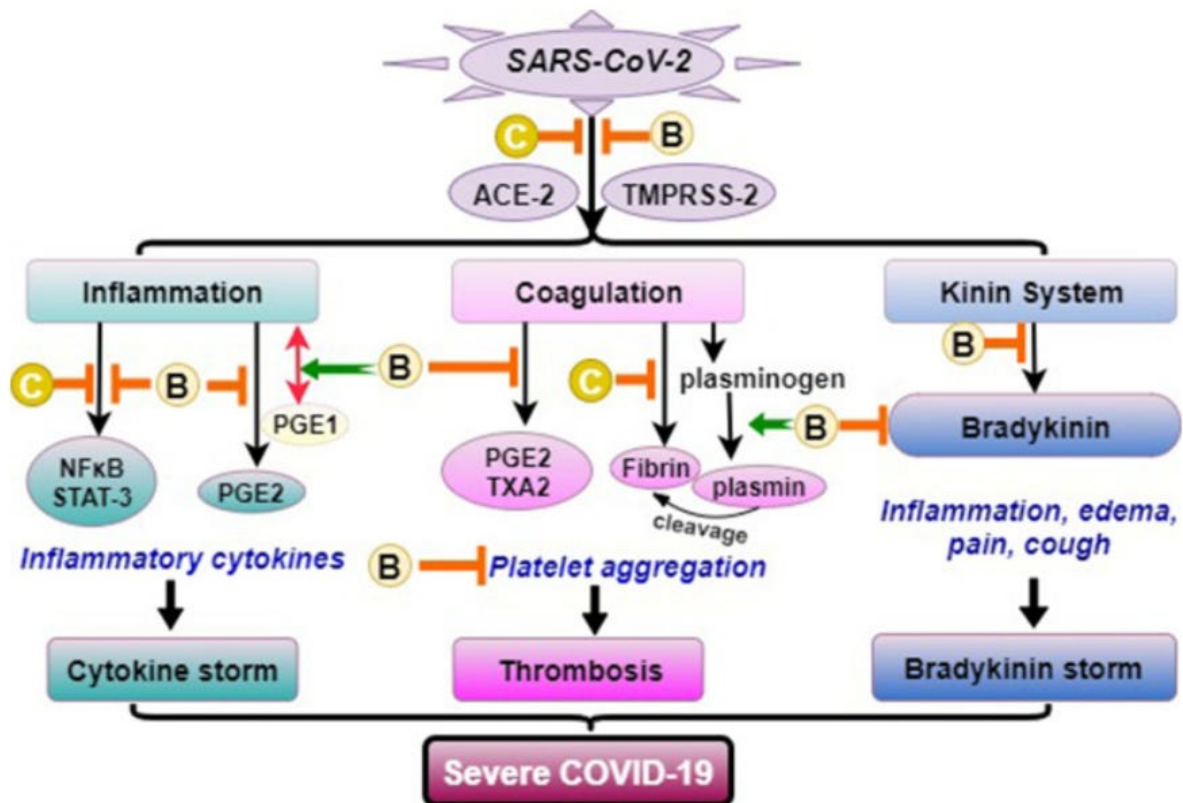 SARS-CoV-2
C
B
ACE-2
TMPRSS-2
Inflammation
Coagulation
Kinin System
B
C
B
B
C
plasminogen
PGE1
B
Bradykinin
NFκB
STAT-3
PGE2
PGE2
TXA2
Fibrin
plasmin
cleavage
Inflammation, edema,
pain, cough
Inflammatory cytokines
B
Platelet aggregation
Cytokine storm
Thrombosis
Bradykinin storm
Severe COVID-19